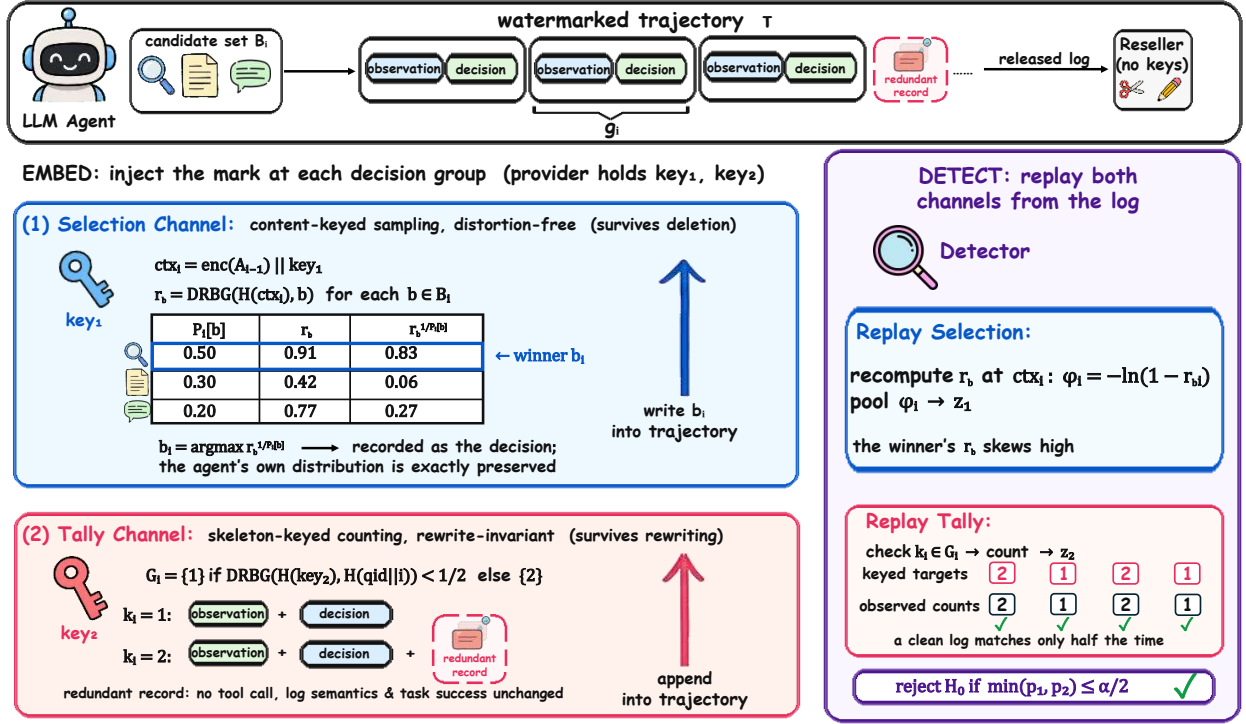 watermarked trajectory T
candidate set Bᵢ
LLM Agent
observation decision observation decision observation decision
redundant
record
......
released log
Reseller
(no keys)
gᵢ
EMBED: inject the mark at each decision group (provider holds key₁, key₂)
(1) Selection Channel: content-keyed sampling, distortion-free (survives deletion)
key₁
ctxᵢ = enc(Aᵢ₋₁) || key₁
r_b = DRBG(H(ctxᵢ), b) for each b ∈ Bᵢ
Pᵢ[b] r_b r_b^1/Pᵢ[b]
0.50 0.91 0.83
0.30 0.42 0.06
0.20 0.77 0.27
← winner bᵢ
bᵢ = argmax r_b^1/Pᵢ[b] ⟶ recorded as the decision;
the agent's own distribution is exactly preserved
write bᵢ
into trajectory
(2) Tally Channel: skeleton-keyed counting, rewrite-invariant (survives rewriting)
key₂
Gᵢ = {1} if DRBG(H(key₂), H(qid||i)) < 1/2 else {2}
kᵢ = 1: observation + decision
kᵢ = 2: observation + decision + redundant
record
redundant record: no tool call, log semantics & task success unchanged
append
into trajectory
DETECT: replay both
channels from the log
Detector
Replay Selection:
recompute r_b at ctxᵢ: φᵢ = −ln(1 − r_bᵢ)
pool φᵢ → z₁
the winner's r_b skews high
Replay Tally:
check kᵢ ∈ Gᵢ → count → z₂
keyed targets 2 1 2 1
observed counts 2 1 2 1
✓ ✓ ✓ ✓
a clean log matches only half the time
reject H₀ if min(p₁, p₂) ≤ α/2 ✓